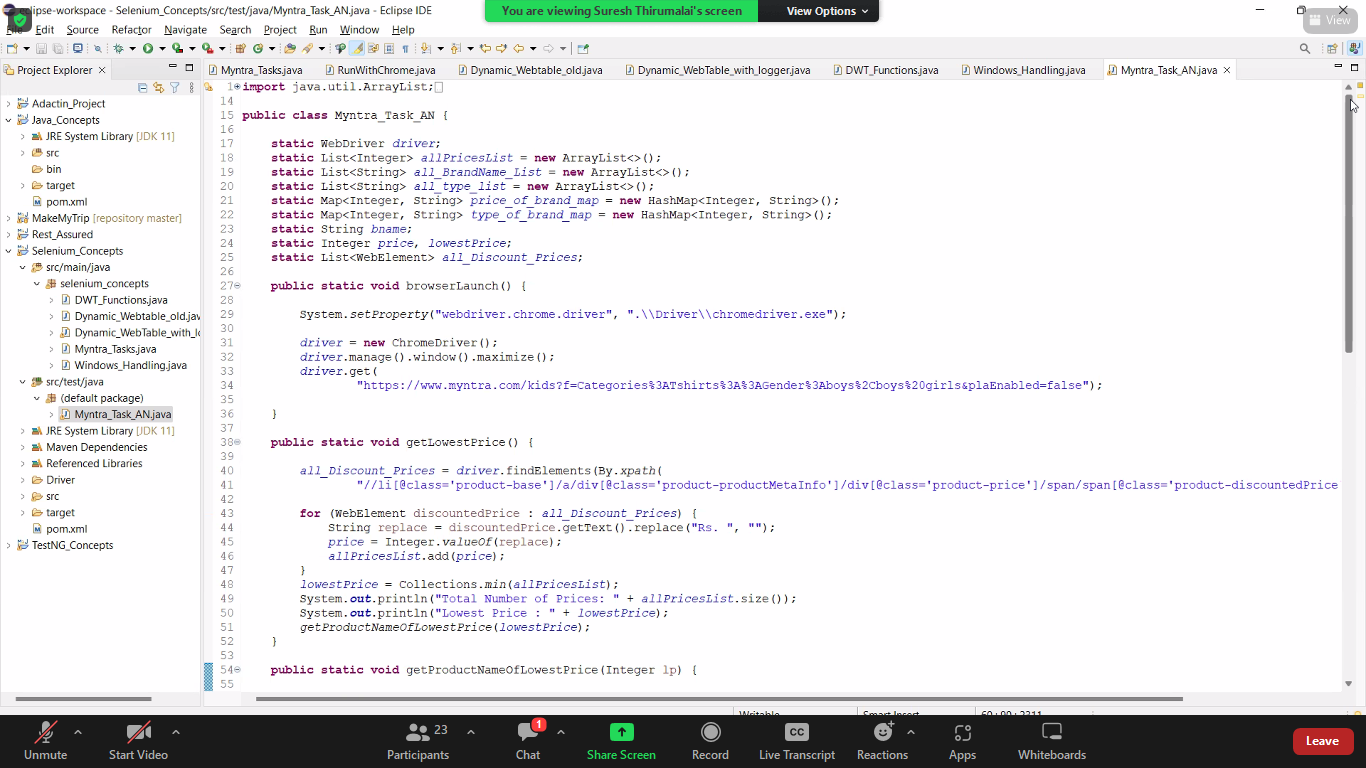 eclipse-workspace - Selenium_Concepts/src/test/java/Myntra_Task_AN.java - Eclipse IDE
You are viewing Suresh Thirumalai's screen
View Options
View
File Edit Source Refactor Navigate Search Project Run Window Help
Project Explorer
Myntra_Tasks.java
RunWithChrome.java
Dynamic_Webtable_old.java
Dynamic_WebTable_with_logger.java
DWT_Functions.java
Windows_Handling.java
Myntra_Task_AN.java
Adactin_Project
Java_Concepts
JRE System Library [JDK 11]
src
bin
target
pom.xml
MakeMyTrip [repository master]
Rest_Assured
Selenium_Concepts
src/main/java
selenium_concepts
DWT_Functions.java
Dynamic_Webtable_old.jav
Dynamic_WebTable_with_lo
Myntra_Tasks.java
Windows_Handling.java
src/test/java
(default package)
Myntra_Task_AN.java
JRE System Library [JDK 11]
Maven Dependencies
Referenced Libraries
Driver
src
target
pom.xml
TestNG_Concepts
1 import java.util.ArrayList;
14
15 public class Myntra_Task_AN {
16
17 static WebDriver driver;
18 static List<Integer> allPricesList = new ArrayList<>();
19 static List<String> all_BrandName_List = new ArrayList<>();
20 static List<String> all_type_list = new ArrayList<>();
21 static Map<Integer, String> price_of_brand_map = new HashMap<Integer, String>();
22 static Map<Integer, String> type_of_brand_map = new HashMap<Integer, String>();
23 static String bname;
24 static Integer price, lowestPrice;
25 static List<WebElement> all_Discount_Prices;
26
27 public static void browserLaunch() {
28
29 System.setProperty("webdriver.chrome.driver", ".\\Driver\\chromedriver.exe");
30
31 driver = new ChromeDriver();
32 driver.manage().window().maximize();
33 driver.get(
34 "https://www.myntra.com/kids?f=Categories%3ATshirts%3A%3AGender%3Aboys%2Cboys%20girls&plaEnabled=false");
35
36 }
37
38 public static void getLowestPrice() {
39
40 all_Discount_Prices = driver.findElements(By.xpath(
41 "//li[@class='product-base']/a/div[@class='product-productMetaInfo']/div[@class='product-price']/span/span[@class='product-discountedPrice
42
43 for (WebElement discountedPrice : all_Discount_Prices) {
44 String replace = discountedPrice.getText().replace("Rs. ", "");
45 price = Integer.valueOf(replace);
46 allPricesList.add(price);
47 }
48 lowestPrice = Collections.min(allPricesList);
49 System.out.println("Total Number of Prices: " + allPricesList.size());
50 System.out.println("Lowest Price : " + lowestPrice);
51 getProductNameOfLowestPrice(lowestPrice);
52 }
53
54 public static void getProductNameOfLowestPrice(Integer lp) {
55
Unmute
Start Video
Participants 23
Chat 1
Share Screen
Record
CC Live Transcript
Reactions
Apps
Whiteboards
Leave